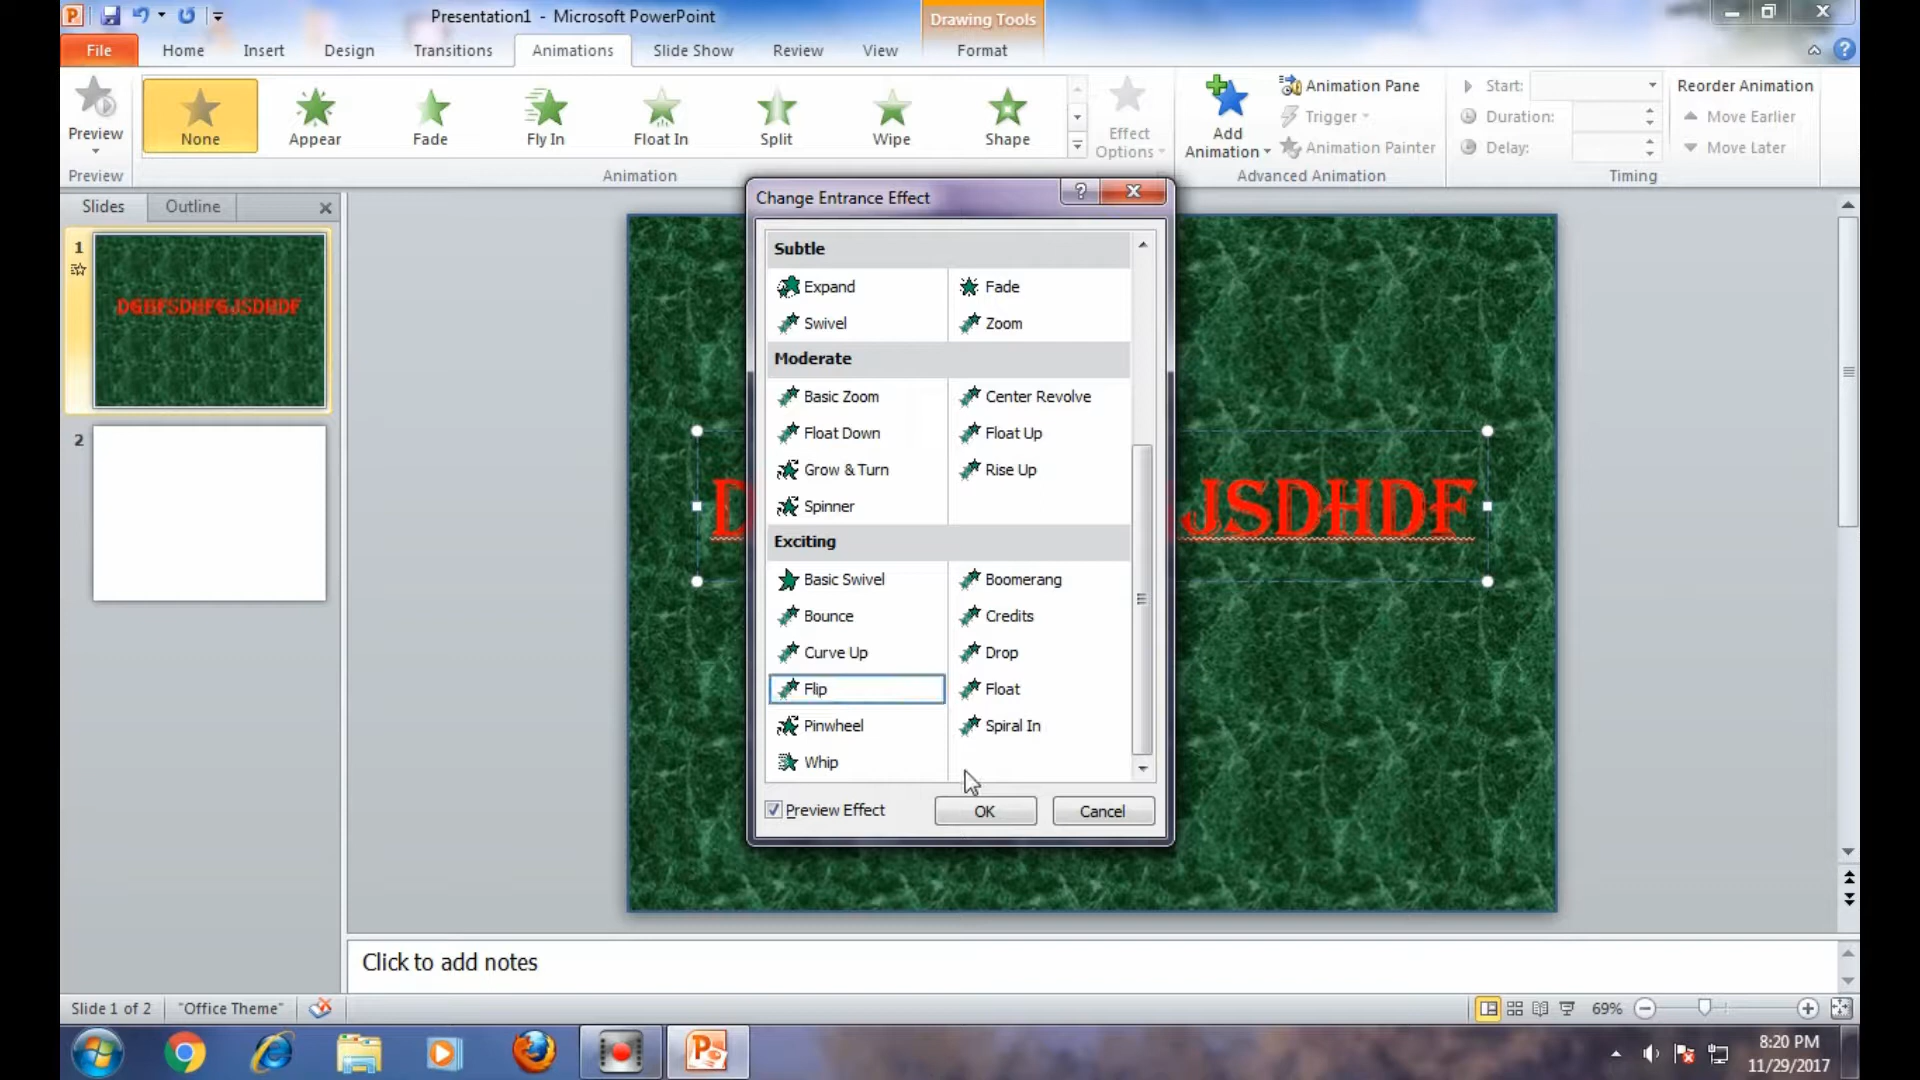 Presentation1 - Microsoft PowerPoint
Drawing Tools
File Home Insert Design Transitions Animations Slide Show Review View Format
Preview
None
Appear
Fade
Fly In
Float In
Split
Wipe
Shape
Effect Options
Add Animation
Animation Pane
Trigger
Animation Painter
Start:
Duration:
Delay:
Reorder Animation
Move Earlier
Move Later
Preview
Animation
Advanced Animation
Timing
Slides Outline
1
DGHFSDHFGJSDHDF
2
Change Entrance Effect
Subtle
Expand Fade
Swivel Zoom
Moderate
Basic Zoom Center Revolve
Float Down Float Up
Grow & Turn Rise Up
Spinner
Exciting
Basic Swivel Boomerang
Bounce Credits
Curve Up Drop
Flip Float
Pinwheel Spiral In
Whip
Preview Effect OK Cancel
D JSDHDF
Click to add notes
Slide 1 of 2 "Office Theme" 69%
8:20 PM
11/29/2017